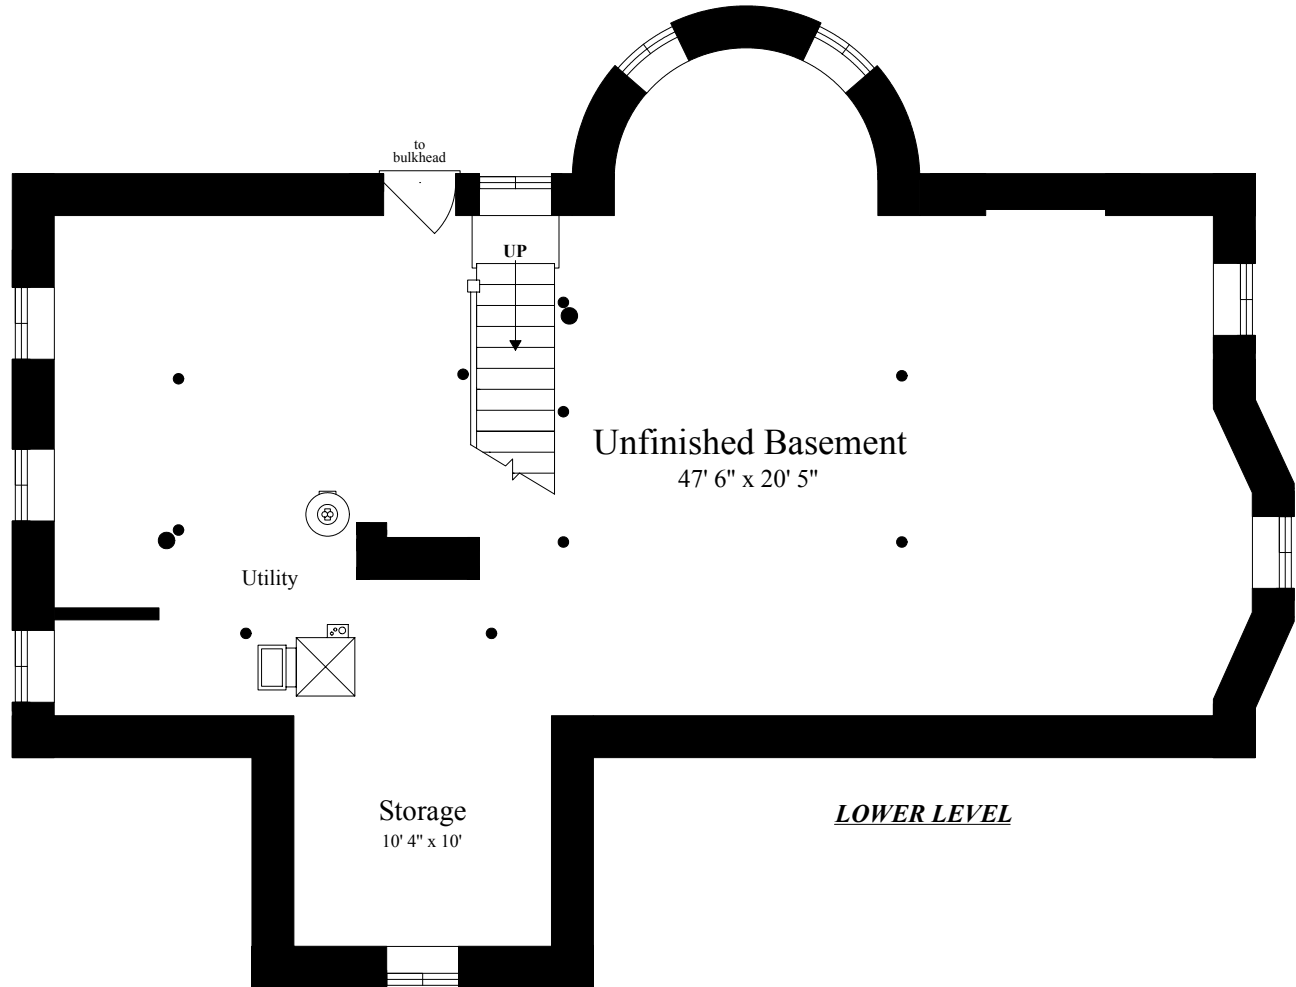 to
bulkhead
UP
Unfinished Basement
47' 6" x 20' 5"
Utility
Storage
10' 4" x 10'
LOWER LEVEL